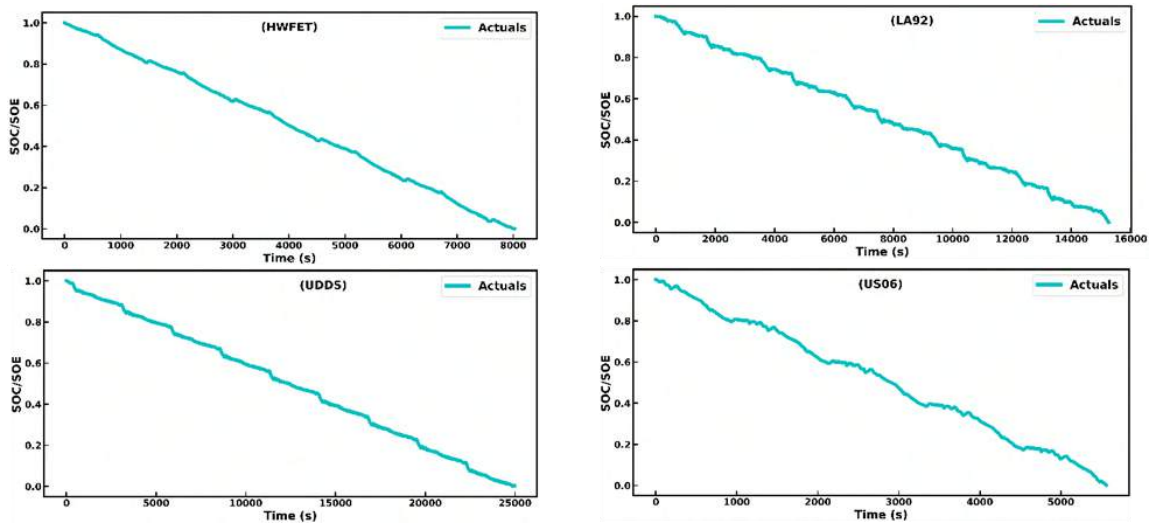 (HWFET)
Actuals
1.0
0.8
0.6
0.4
0.2
0.0
SOC/SOE
0 1000 2000 3000 4000 5000 6000 7000 8000
Time (s)
(LA92)
Actuals
1.0
0.8
0.6
0.4
0.2
0.0
SOC/SOE
0 2000 4000 6000 8000 10000 12000 14000 16000
Time (s)
(UDDS)
Actuals
1.0
0.8
0.6
0.4
0.2
0.0
SOC/SOE
0 5000 10000 15000 20000 25000
Time (s)
(US06)
Actuals
1.0
0.8
0.6
0.4
0.2
0.0
SOC/SOE
0 1000 2000 3000 4000 5000
Time (s)